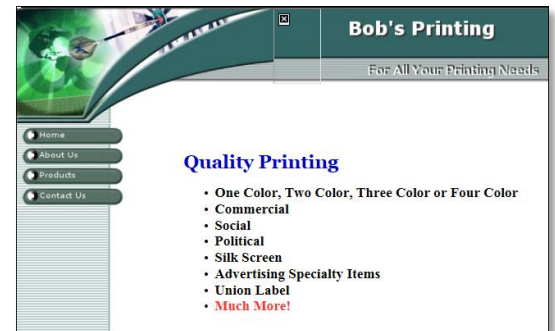 Bob's Printing
For All Your Printing Needs
Home
About Us
Products
Contact Us
Quality Printing
• One Color, Two Color, Three Color or Four Color
• Commercial
• Social
• Political
• Silk Screen
• Advertising Specialty Items
• Union Label
• Much More!